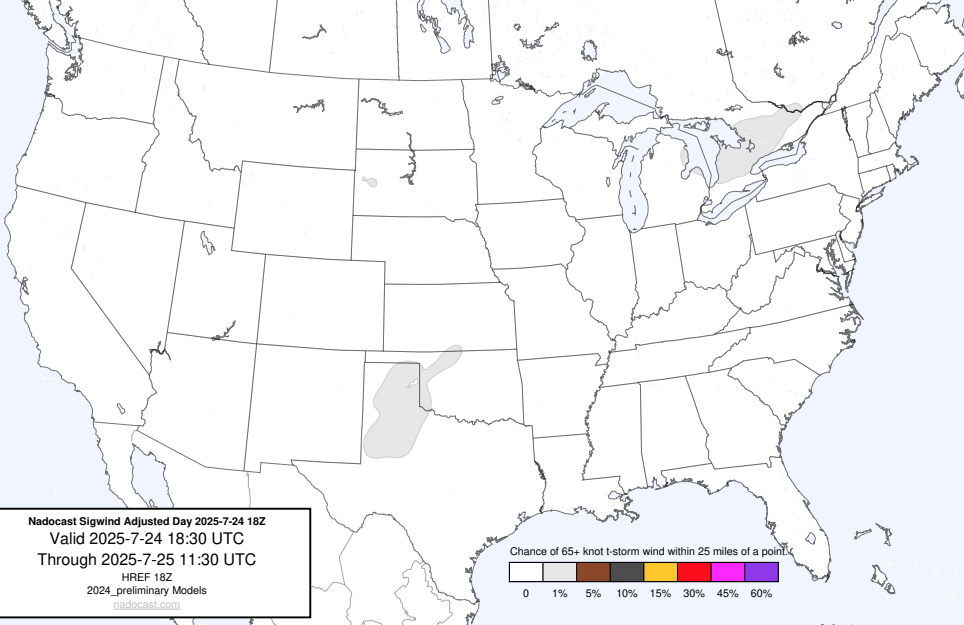 Nadocast Sigwind Adjusted Day 2025-7-24 18Z
Valid 2025-7-24 18:30 UTC
Through 2025-7-25 11:30 UTC
HREF 18Z
2024_preliminary Models
nadocast.com
Chance of 65+ knot t-storm wind within 25 miles of a point.
0 1% 5% 10% 15% 30% 45% 60%